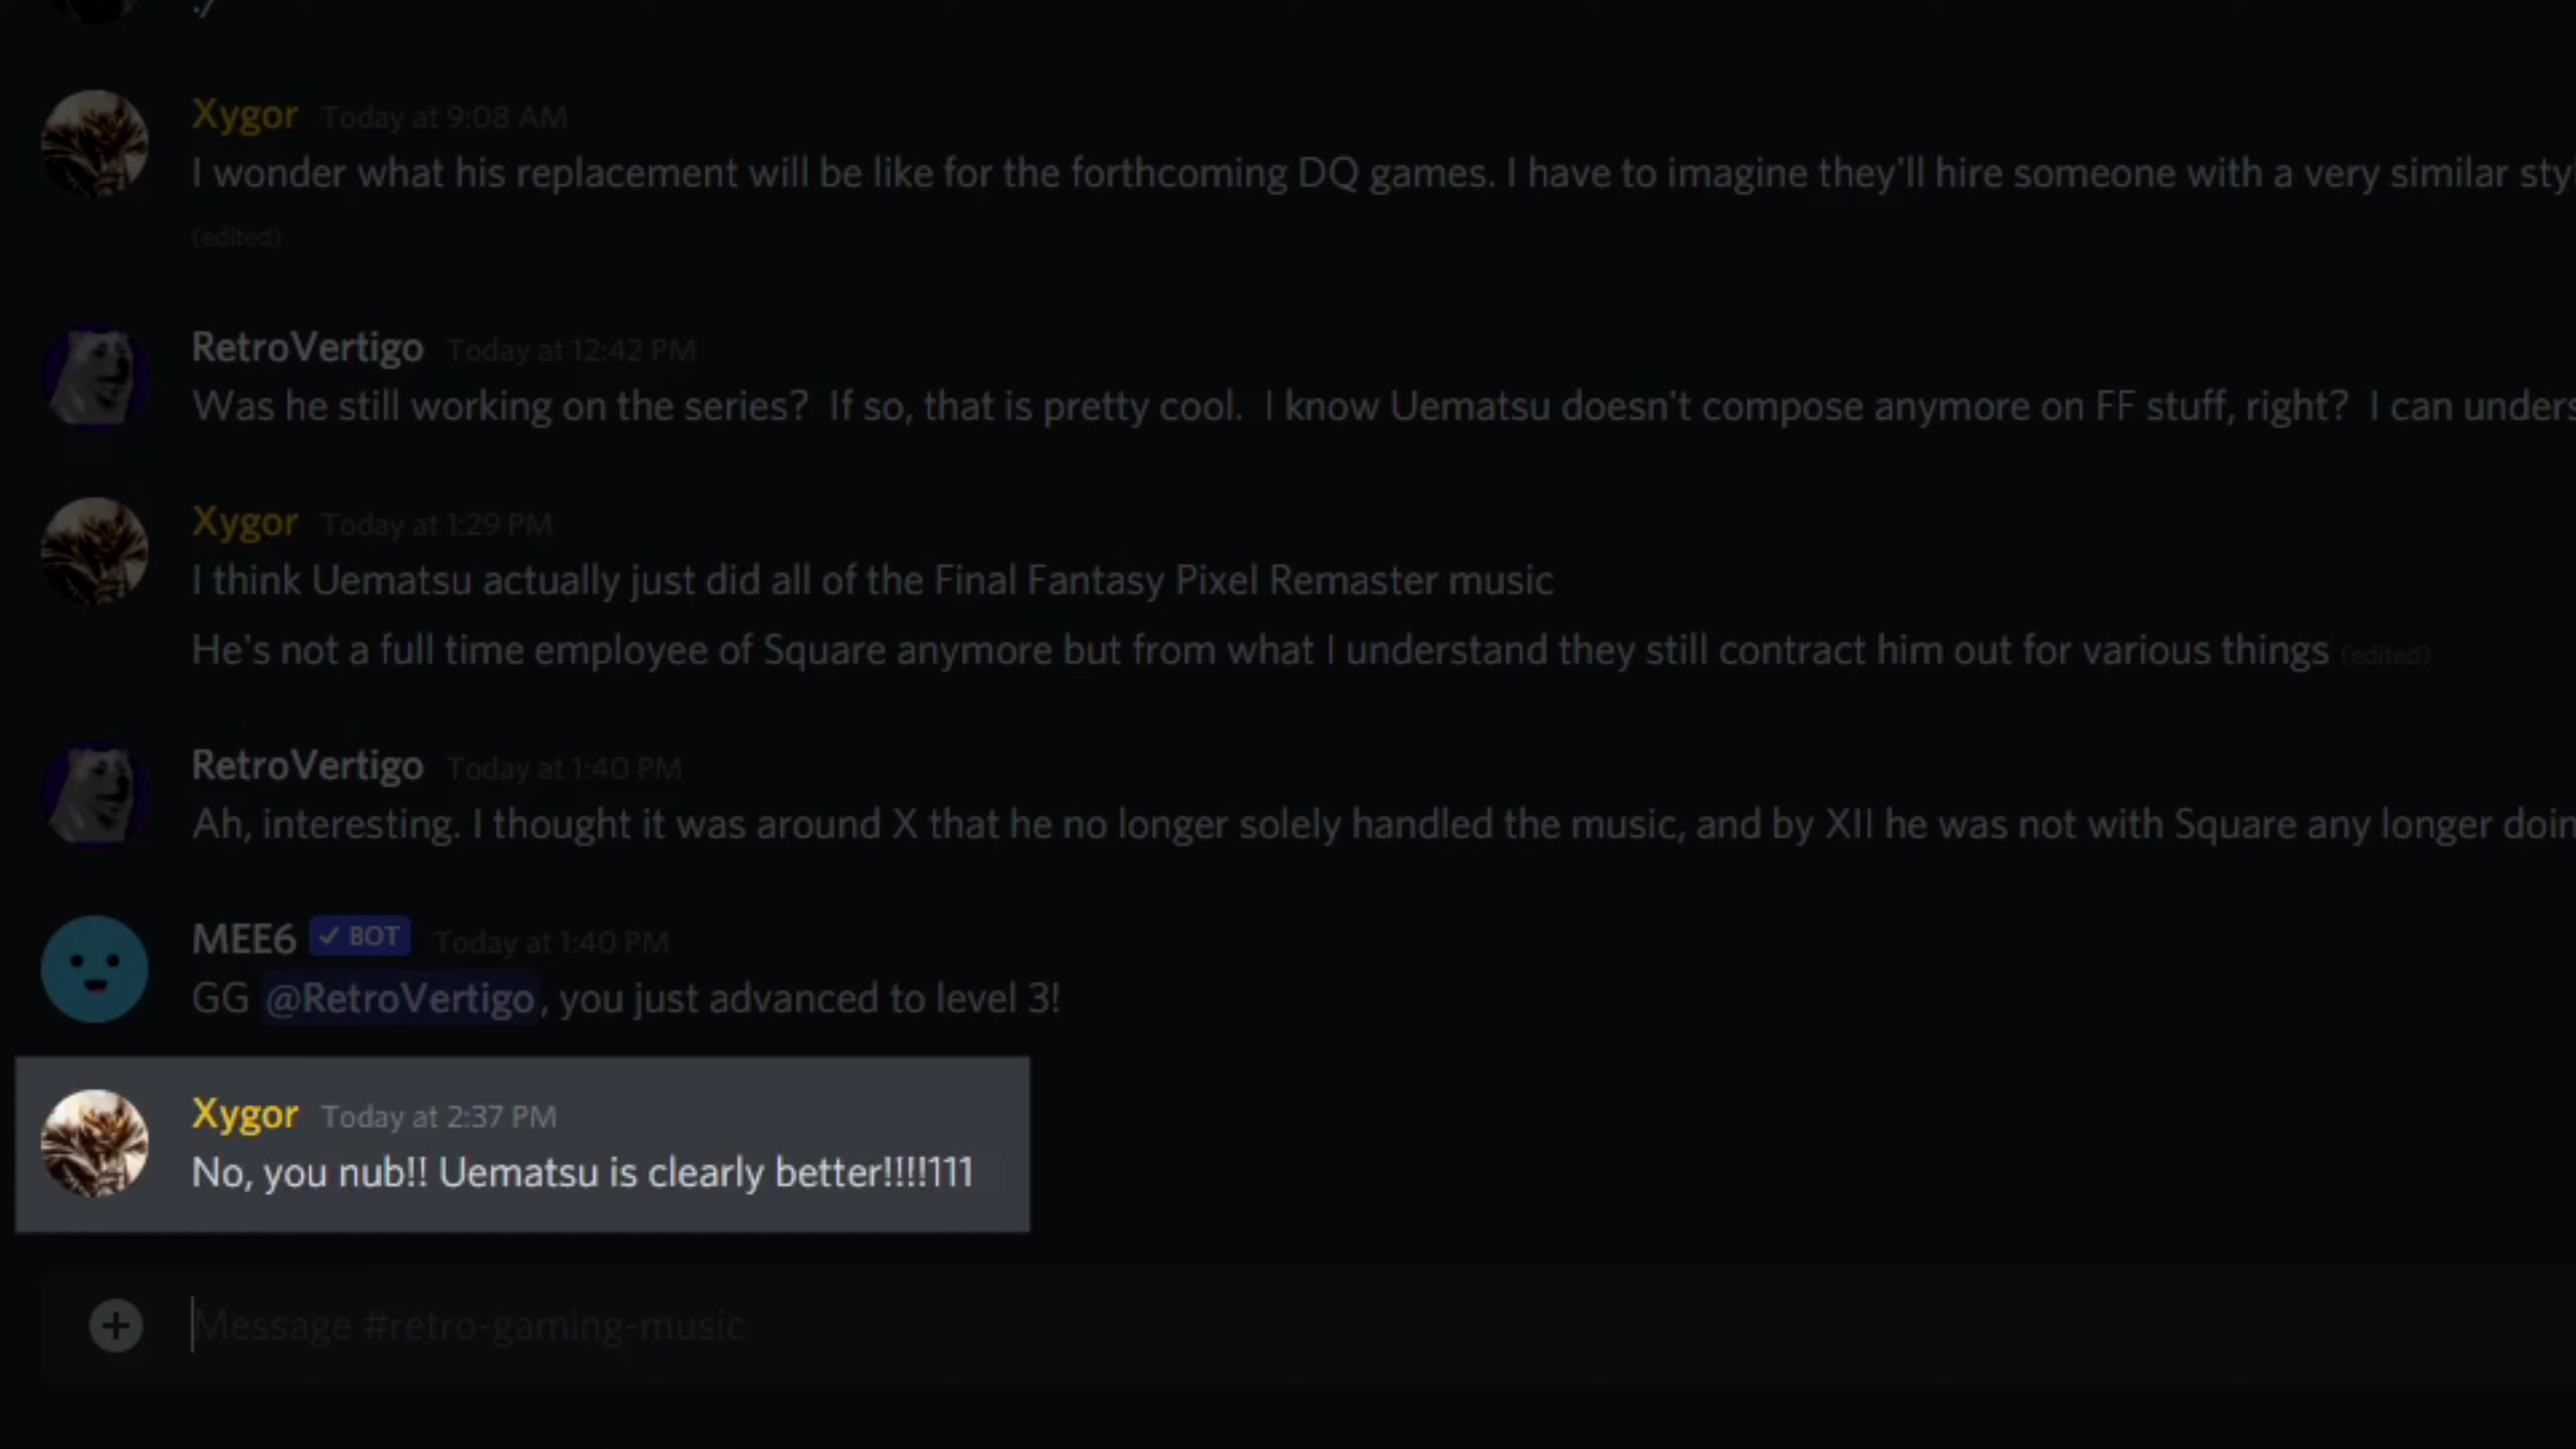 :/
Xygor Today at 9:08 AM
I wonder what his replacement will be like for the forthcoming DQ games. I have to imagine they'll hire someone with a very similar
(edited)
RetroVertigo Today at 12:42 PM
Was he still working on the series?  If so, that is pretty cool.  I know Uematsu doesn't compose anymore on FF stuff, right?  I can
Xygor Today at 1:29 PM
I think Uematsu actually just did all of the Final Fantasy Pixel Remaster music
He's not a full time employee of Square anymore but from what I understand they still contract him out for various things (edited)
RetroVertigo Today at 1:40 PM
Ah, interesting. I thought it was around X that he no longer solely handled the music, and by XII he was not with Square any longer
MEE6 ✓ BOT Today at 1:40 PM
GG @RetroVertigo, you just advanced to level 3!
Xygor Today at 2:37 PM
No, you nub!! Uematsu is clearly better!!!!111
Message #retro-gaming-music